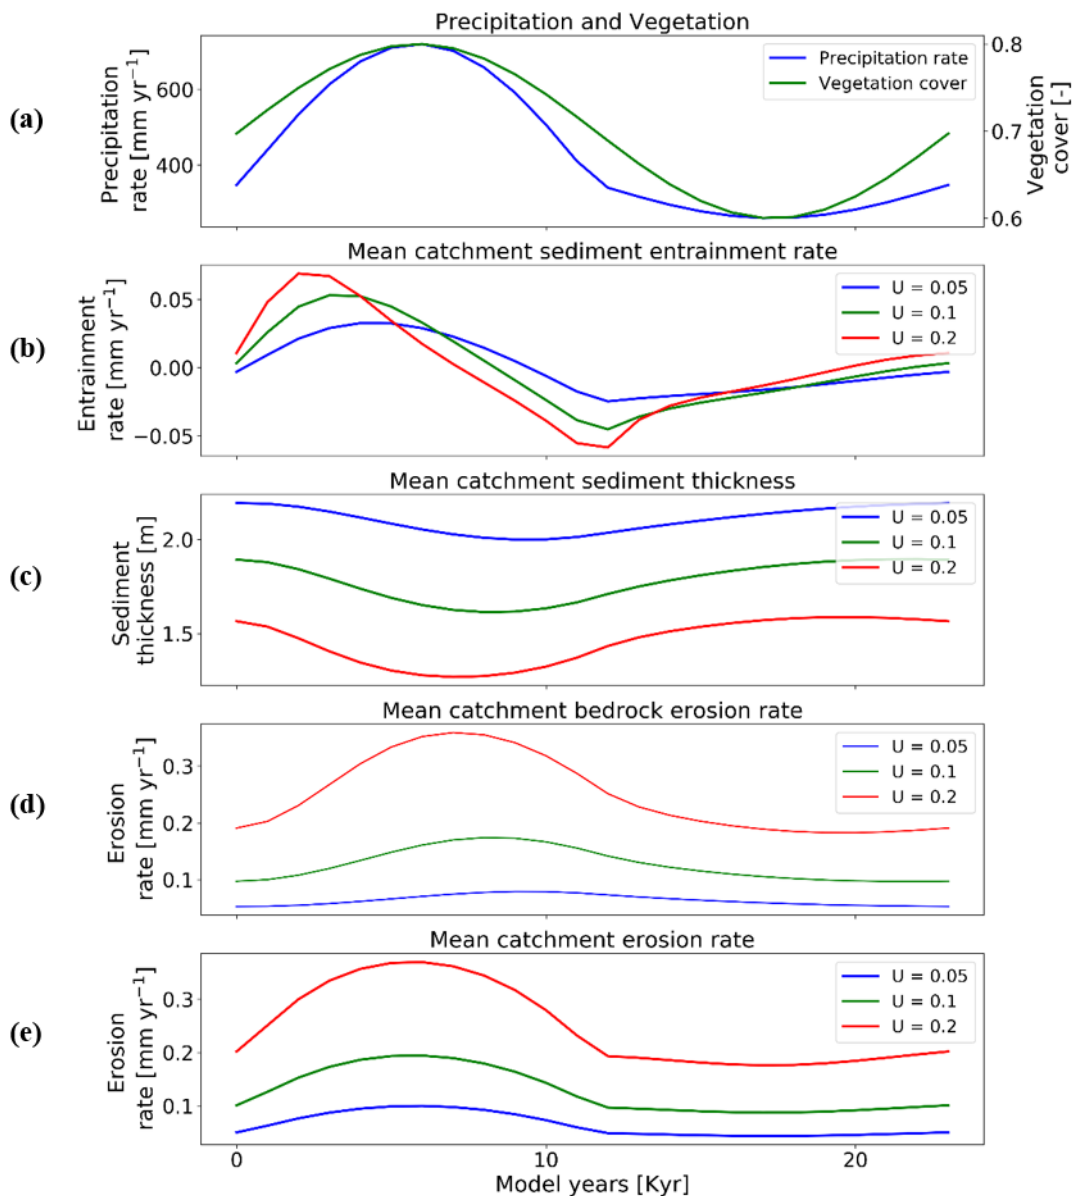 Precipitation and Vegetation
(a)
Precipitation
rate [mm yr⁻¹]
600
400
Precipitation rate
Vegetation cover
0.8
0.7
0.6
Vegetation
cover [-]
Mean catchment sediment entrainment rate
(b)
Entrainment
rate [mm yr⁻¹]
0.05
0.00
−0.05
U = 0.05
U = 0.1
U = 0.2
Mean catchment sediment thickness
(c)
Sediment
thickness [m]
2.0
1.5
U = 0.05
U = 0.1
U = 0.2
Mean catchment bedrock erosion rate
(d)
Erosion
rate [mm yr⁻¹]
0.3
0.2
0.1
U = 0.05
U = 0.1
U = 0.2
Mean catchment erosion rate
(e)
Erosion
rate [mm yr⁻¹]
0.3
0.2
0.1
U = 0.05
U = 0.1
U = 0.2
0
10
20
Model years [Kyr]